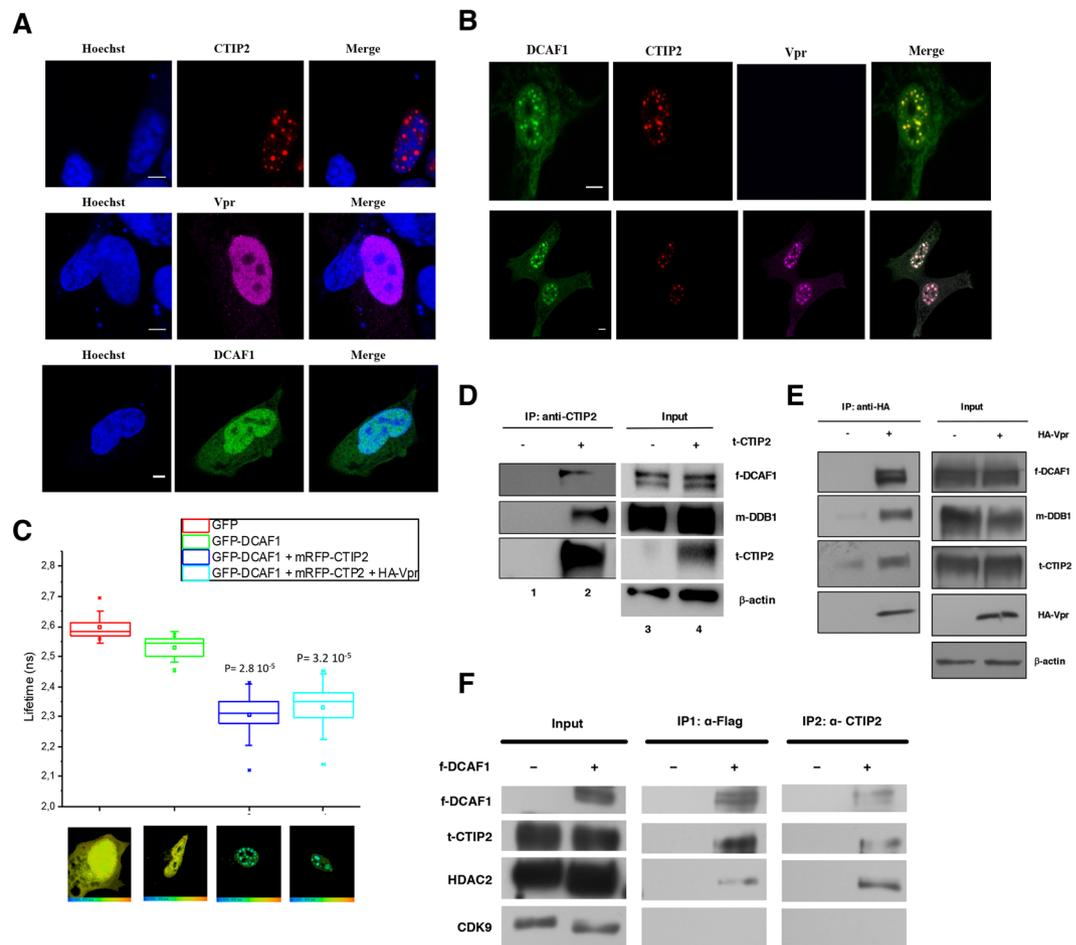 A
Hoechst CTIP2 Merge
Hoechst Vpr Merge
Hoechst DCAF1 Merge
B
DCAF1 CTIP2 Vpr Merge
C
GFP
GFP-DCAF1
GFP-DCAF1 + mRFP-CTIP2
GFP-DCAF1 + mRFP-CTP2 + HA-Vpr
Lifetime (ns)
2,8
2,7
2,6
2,5
2,4
2,3
2,2
2,1
2,0
P= 2.8 10-5
P= 3.2 10-5
D
IP: anti-CTIP2 Input
- + - + t-CTIP2
f-DCAF1
m-DDB1
t-CTIP2
β-actin
1 2 3 4
E
IP: anti-HA Input
- + - + HA-Vpr
f-DCAF1
m-DDB1
t-CTIP2
HA-Vpr
β-actin
F
Input IP1: α-Flag IP2: α- CTIP2
f-DCAF1 − + − + − +
f-DCAF1
t-CTIP2
HDAC2
CDK9